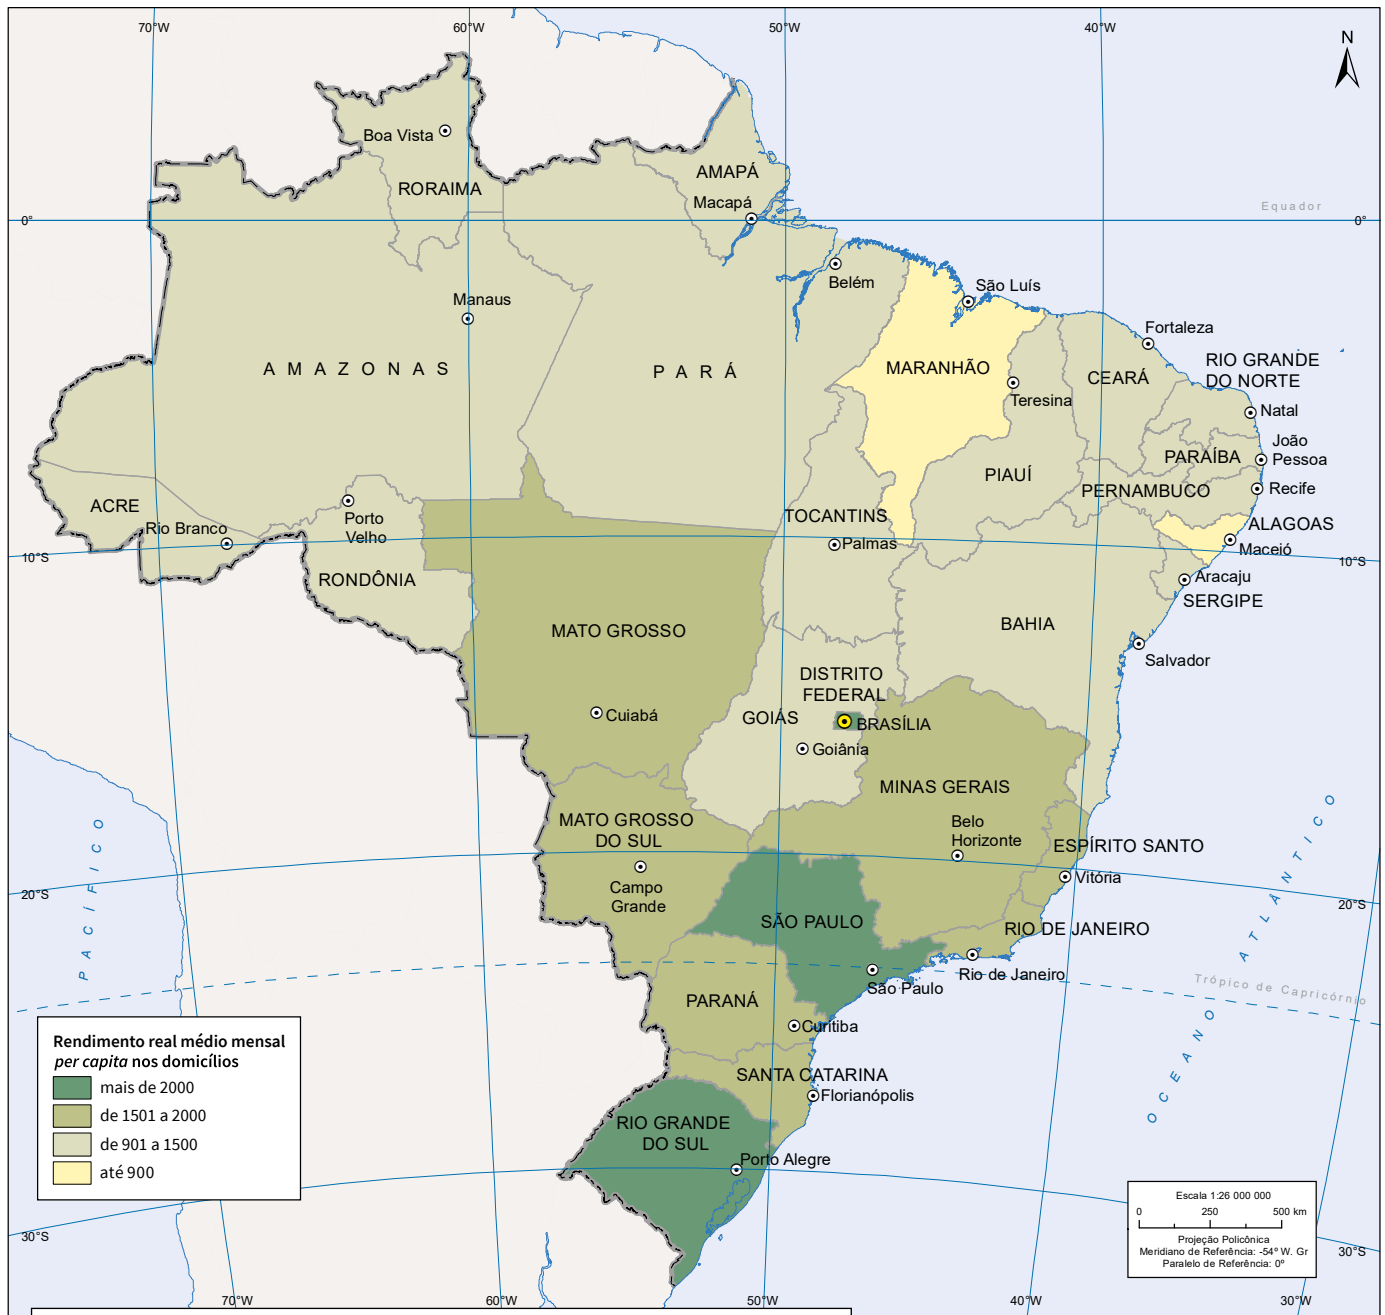 70°W
60°W
50°W
40°W
N
Boa Vista
RORAIMA
AMAPÁ
Macapá
Equador
0°
0°
Belém
São Luís
Manaus
Fortaleza
AMAZONAS
PARÁ
MARANHÃO
Teresina
CEARÁ
RIO GRANDE
DO NORTE
Natal
João
Pessoa
PARAÍBA
PIAUÍ
PERNAMBUCO
Recife
ACRE
Rio Branco
Porto
Velho
TOCANTINS
Palmas
ALAGOAS
Maceió
10°S
10°S
RONDÔNIA
Aracaju
SERGIPE
MATO GROSSO
BAHIA
Salvador
DISTRITO
FEDERAL
Cuiabá
GOIÁS
BRASÍLIA
Goiânia
MINAS GERAIS
MATO GROSSO
DO SUL
Belo
Horizonte
ESPÍRITO SANTO
Vitória
Campo
Grande
20°S
20°S
PACÍFICO
OCEANO ATLÂNTICO
SÃO PAULO
RIO DE JANEIRO
Rio de Janeiro
São Paulo
Trópico de Capricórnio
PARANÁ
Curitiba
SANTA CATARINA
Florianópolis
RIO GRANDE
DO SUL
Porto Alegre
Rendimento real médio mensal
per capita nos domicílios
mais de 2000
de 1501 a 2000
de 901 a 1500
até 900
Escala 1:26 000 000
0 250 500 km
Projeção Policônica
Meridiano de Referência: -54º W. Gr
Paralelo de Referência: 0º
30°S
30°S
70°W
60°W
50°W
40°W
30°W